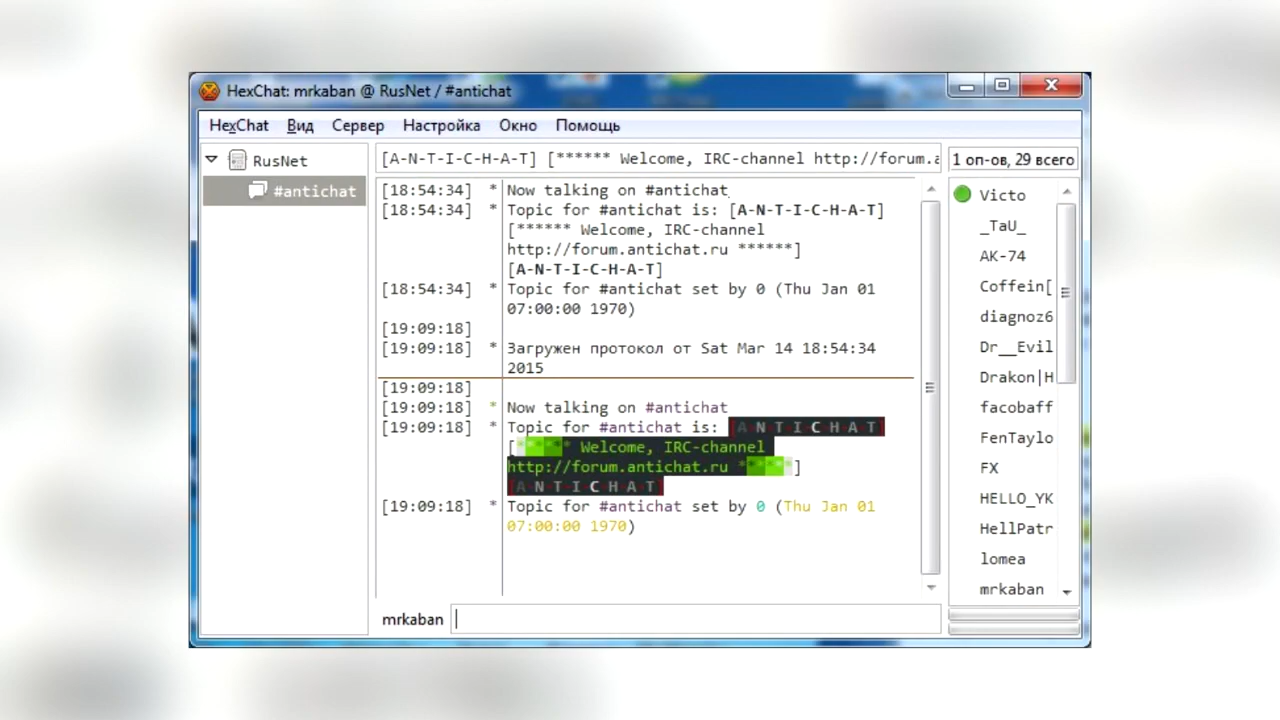 HexChat: mrkaban @ RusNet / #antichat
HexChat Вид Сервер Настройка Окно Помощь
RusNet
#antichat
[A-N-T-I-C-H-A-T] [****** Welcome, IRC-channel http://forum.a
1 оп-ов, 29 всего
[18:54:34] * Now talking on #antichat
[18:54:34] * Topic for #antichat is: [A-N-T-I-C-H-A-T]
[****** Welcome, IRC-channel
http://forum.antichat.ru ******]
[A-N-T-I-C-H-A-T]
[18:54:34] * Topic for #antichat set by 0 (Thu Jan 01
07:00:00 1970)
[19:09:18]
[19:09:18] * Загружен протокол от Sat Mar 14 18:54:34
2015
[19:09:18]
[19:09:18] * Now talking on #antichat
[19:09:18] * Topic for #antichat is: [A-N-T-I-C-H-A-T]
[****** Welcome, IRC-channel
http://forum.antichat.ru ******]
[A-N-T-I-C-H-A-T]
[19:09:18] * Topic for #antichat set by 0 (Thu Jan 01
07:00:00 1970)
Victo
_TaU_
AK-74
Coffein[
diagnoz6
Dr__Evil
Drakon|H
facobaff
FenTaylo
FX
HELLO_YK
HellPatr
lomea
mrkaban
mrkaban